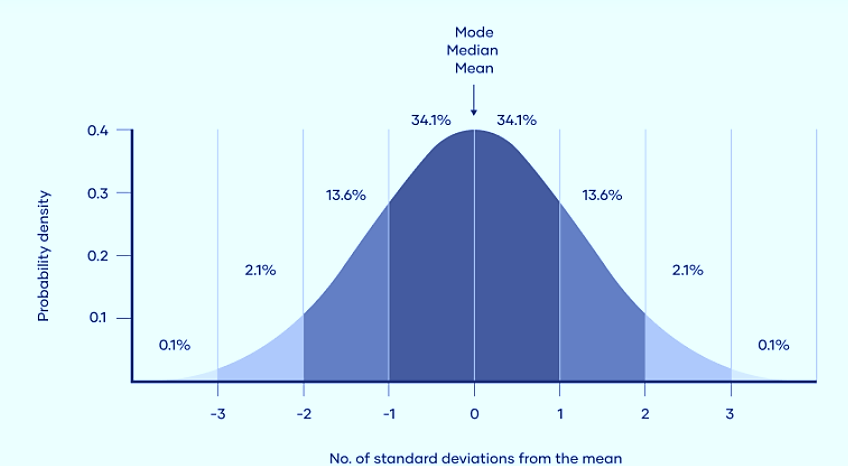 Mode
Median
Mean
34.1% 34.1%
0.4
13.6% 13.6%
0.3
2.1% 2.1%
0.2
0.1
0.1% 0.1%
Probability density
-3 -2 -1 0 1 2 3
No. of standard deviations from the mean